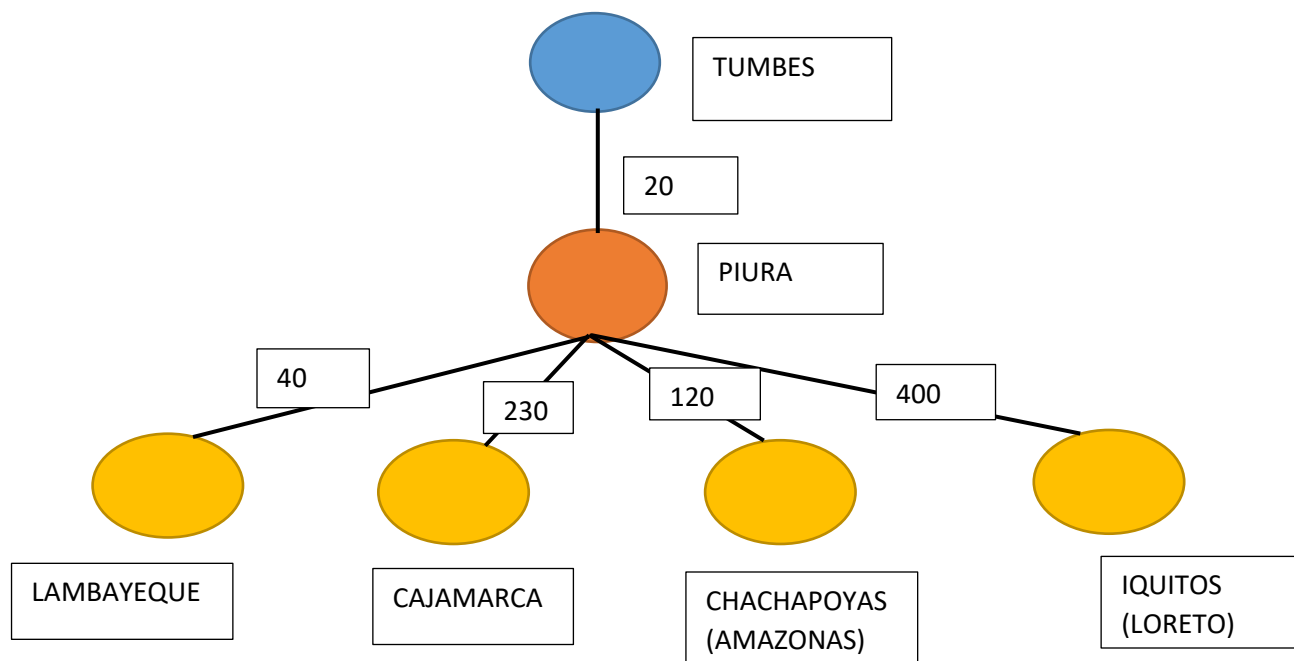 TUMBES
20
PIURA
40
230
120
400
LAMBAYEQUE
CAJAMARCA
CHACHAPOYAS
(AMAZONAS)
IQUITOS
(LORETO)